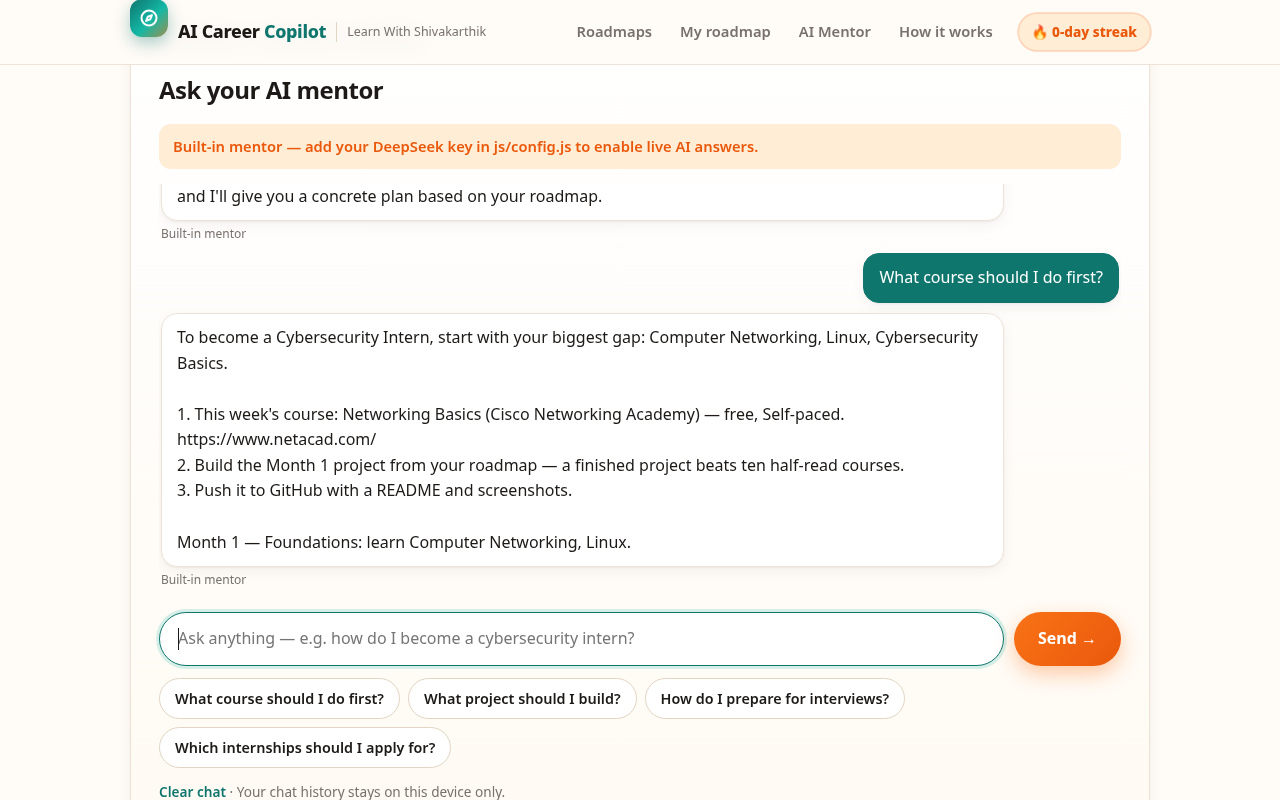 AI Career Copilot
Learn With Shivakarthik
Roadmaps
My roadmap
AI Mentor
How it works
🔥 0-day streak
Ask your AI mentor
Built-in mentor — add your DeepSeek key in js/config.js to enable live AI answers.
and I'll give you a concrete plan based on your roadmap.
Built-in mentor
What course should I do first?
To become a Cybersecurity Intern, start with your biggest gap: Computer Networking, Linux, Cybersecurity
Basics.
1. This week's course: Networking Basics (Cisco Networking Academy) — free, Self-paced.
https://www.netacad.com/
2. Build the Month 1 project from your roadmap — a finished project beats ten half-read courses.
3. Push it to GitHub with a README and screenshots.
Month 1 — Foundations: learn Computer Networking, Linux.
Built-in mentor
Ask anything — e.g. how do I become a cybersecurity intern?
Send →
What course should I do first?
What project should I build?
How do I prepare for interviews?
Which internships should I apply for?
Clear chat · Your chat history stays on this device only.